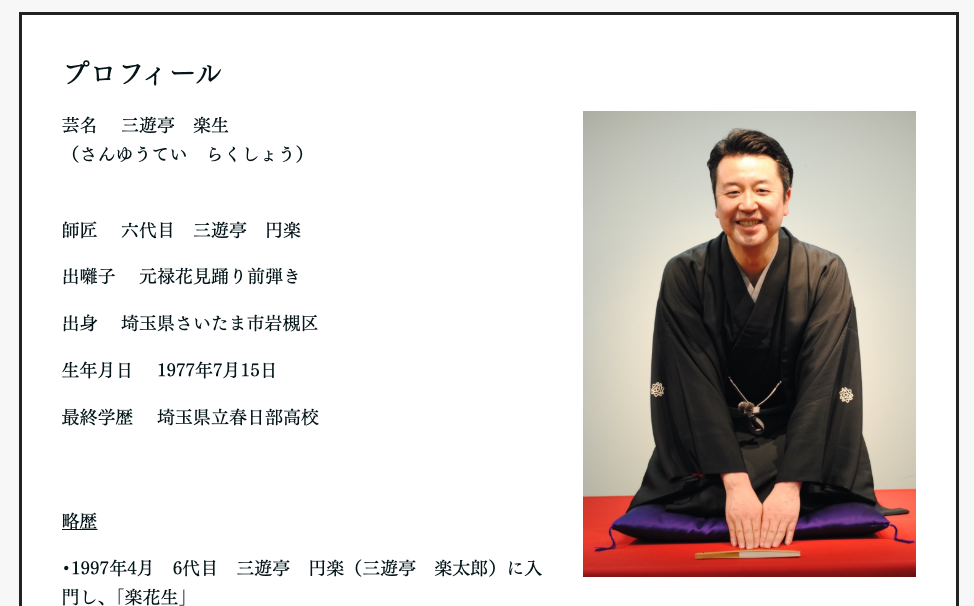 プロフィール
芸名　三遊亭　楽生
（さんゆうてい　らくしょう）
師匠　六代目　三遊亭　円楽
出囃子　元禄花見踊り前弾き
出身　埼玉県さいたま市岩槻区
生年月日　1977年7月15日
最終学歴　埼玉県立春日部高校
略歴
・1997年4月　6代目　三遊亭　円楽（三遊亭　楽太郎）に入
門し、「楽花生」